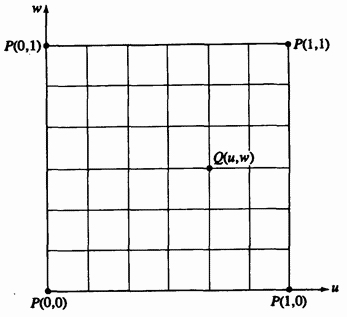 w
P(0,1)
P(1,1)
Q(u,w)
u
P(0,0)
P(1,0)